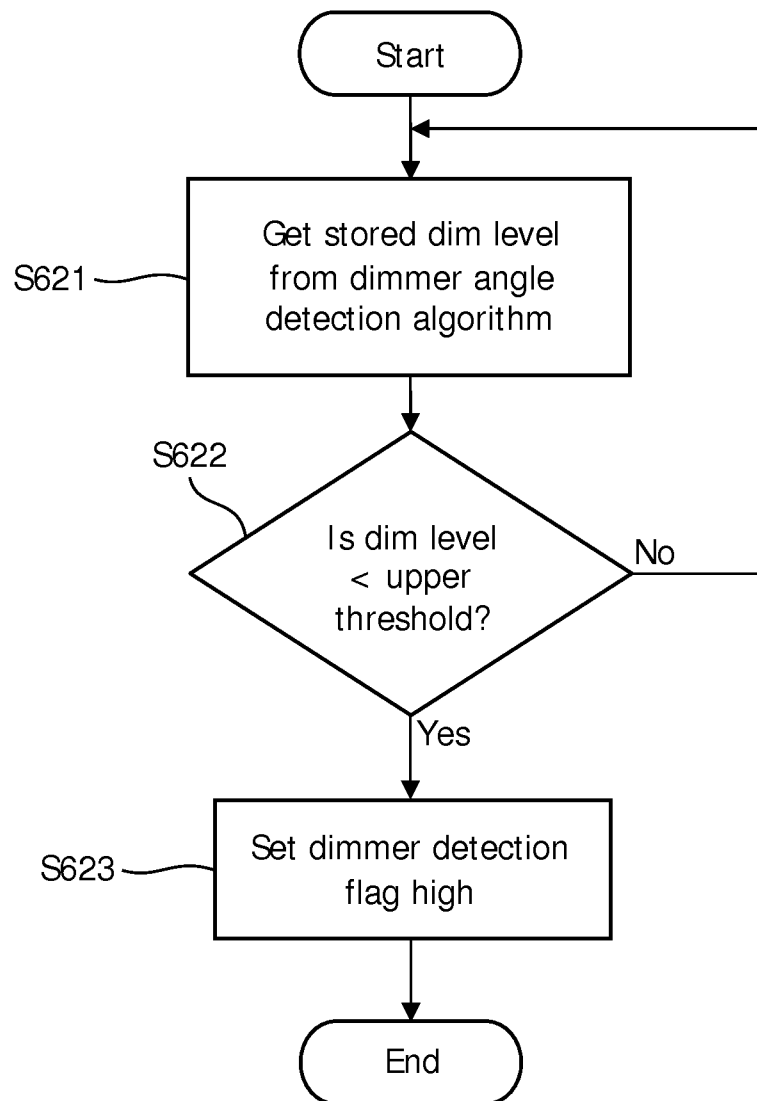 Start
Get stored dim level
from dimmer angle
detection algorithm
S621
S622
Is dim level
< upper
threshold?
No
Yes
Set dimmer detection
flag high
S623
End